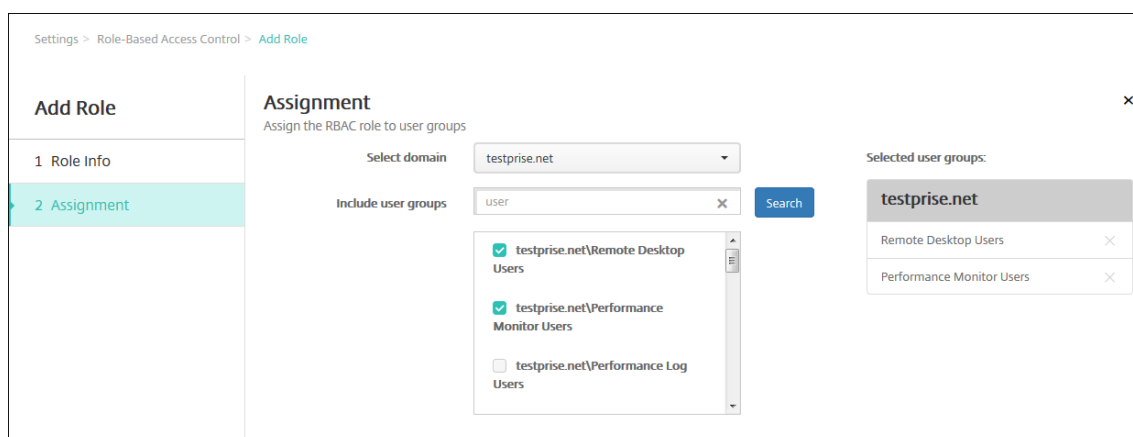 Settings > Role-Based Access Control > Add Role
Add Role
1 Role Info
2 Assignment
Assignment
Assign the RBAC role to user groups
Select domain
testprise.net
Include user groups
user
Search
testprise.net\Remote Desktop
Users
testprise.net\Performance
Monitor Users
testprise.net\Performance Log
Users
Selected user groups:
testprise.net
Remote Desktop Users
Performance Monitor Users